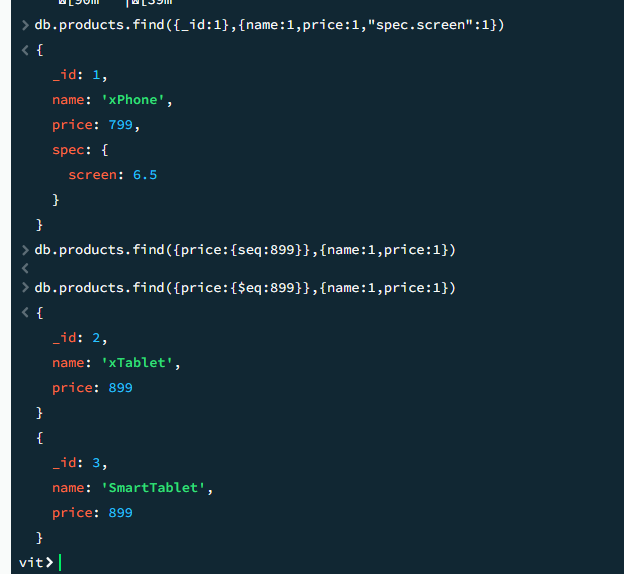 > db.products.find({_id:1},{name:1,price:1,"spec.screen":1})
< {
_id: 1,
name: 'xPhone',
price: 799,
spec: {
screen: 6.5
}
}
> db.products.find({price:{seq:899}},{name:1,price:1})
<
> db.products.find({price:{$eq:899}},{name:1,price:1})
< {
_id: 2,
name: 'xTablet',
price: 899
}
{
_id: 3,
name: 'SmartTablet',
price: 899
}
vit>